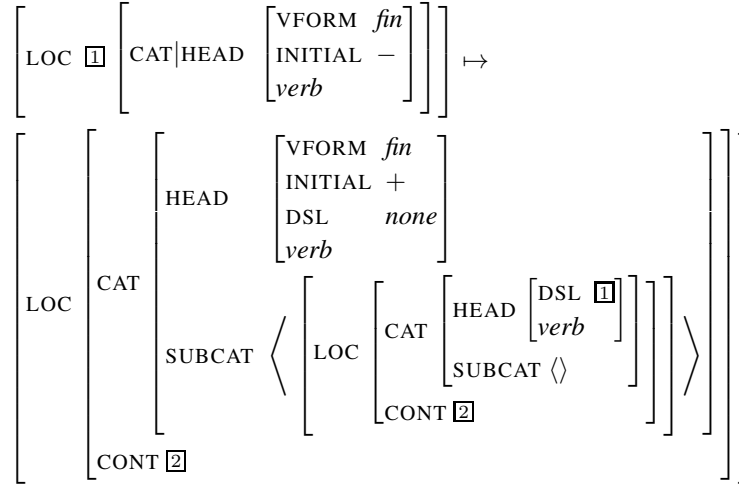 VFORM fin
LOC 1 CAT|HEAD INITIAL − ↦
verb
VFORM fin
INITIAL +
HEAD
DSL none
verb
CAT
DSL 1
HEAD
verb
CAT
LOC
SUBCAT ⟨ LOC ⟩
SUBCAT ⟨⟩
CONT 2
CONT 2